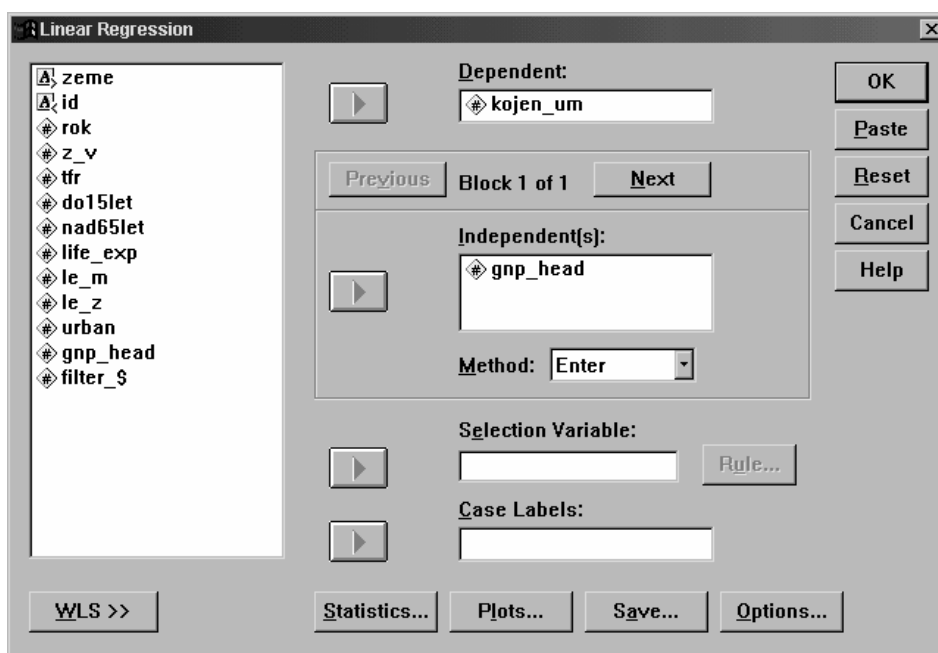 Linear Regression
zeme
id
rok
z_v
tfr
do15let
nad65let
life_exp
le_m
le_z
urban
gnp_head
filter_$
Dependent:
kojen_um
Previous
Block 1 of 1
Next
Independent(s):
gnp_head
Method: Enter
Selection Variable:
Rule...
Case Labels:
OK
Paste
Reset
Cancel
Help
WLS >>
Statistics...
Plots...
Save...
Options...